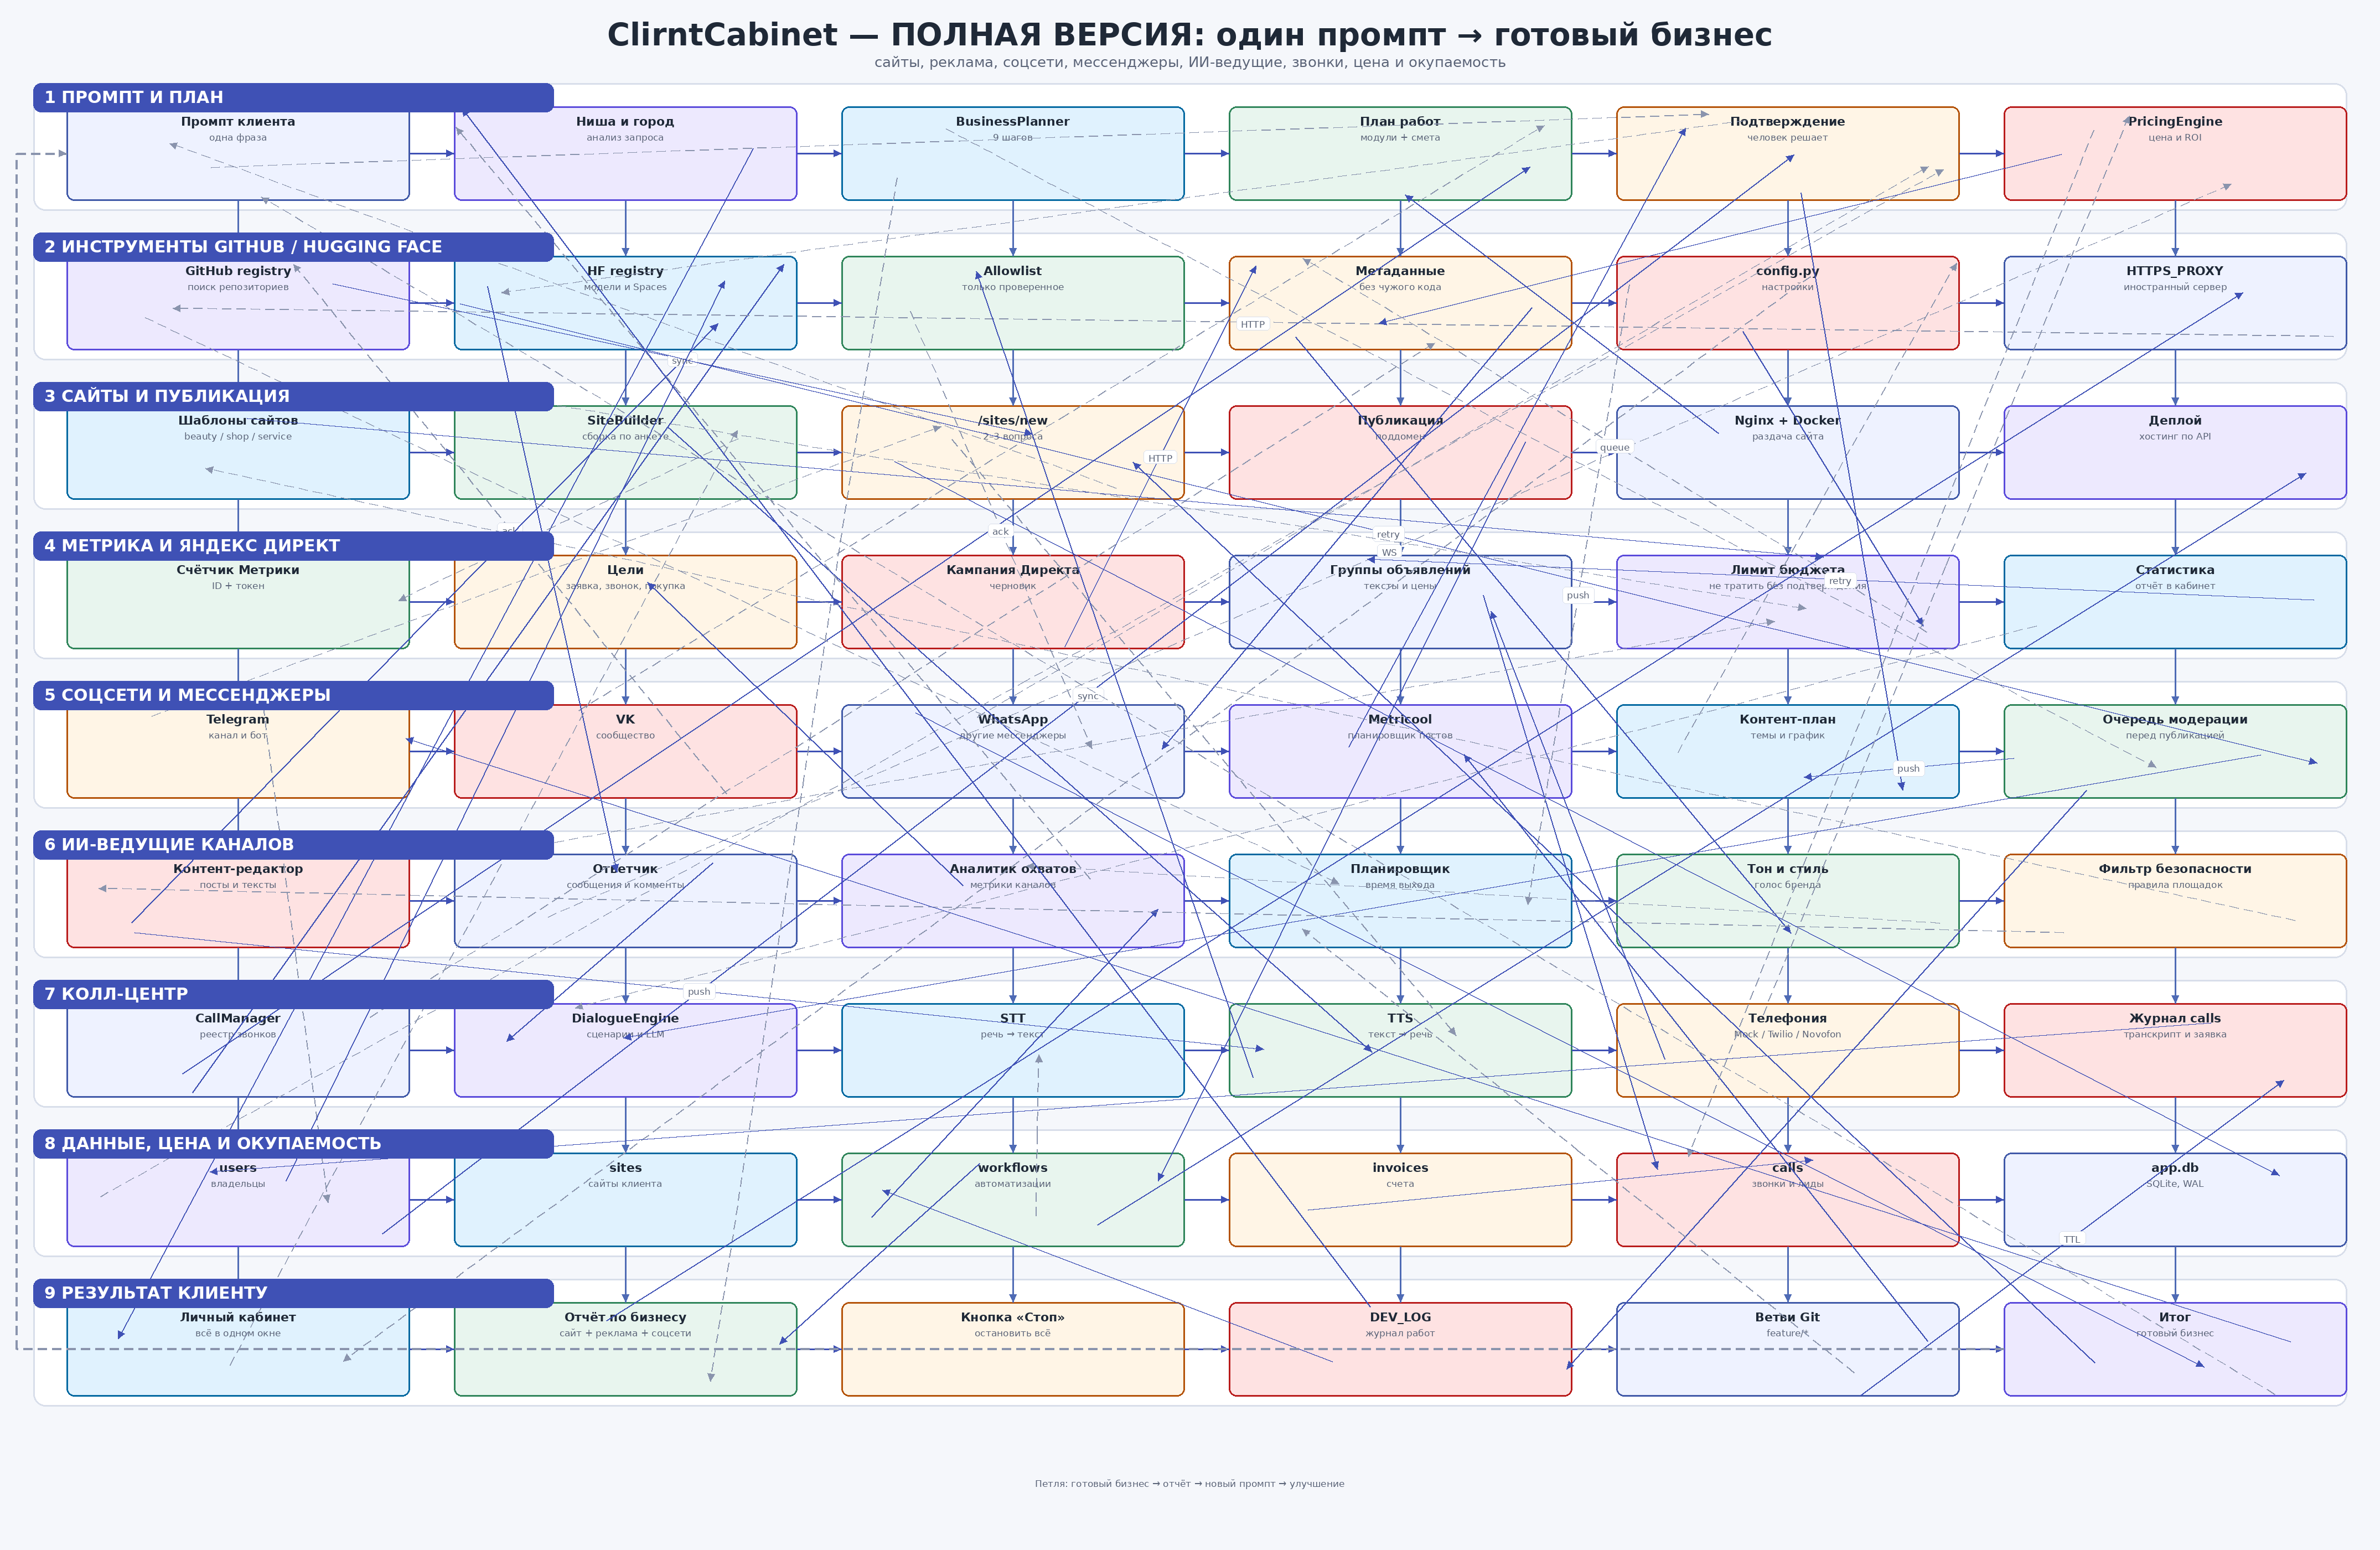 ClirntCabinet — ПОЛНАЯ ВЕРСИЯ: один промпт → готовый бизнес
сайты, реклама, соцсети, мессенджеры, ИИ-ведущие, звонки, цена и окупаемость
1 ПРОМПТ И ПЛАН
Промпт клиента
одна фраза
Ниша и город
анализ запроса
BusinessPlanner
9 шагов
План работ
модули + смета
Подтверждение
человек решает
PricingEngine
цена и ROI
2 ИНСТРУМЕНТЫ GITHUB / HUGGING FACE
GitHub registry
поиск репозиториев
HF registry
модели и Spaces
Allowlist
только проверенное
Метаданные
без чужого кода
config.py
настройки
HTTPS_PROXY
иностранный сервер
HTTP
sync
3 САЙТЫ И ПУБЛИКАЦИЯ
Шаблоны сайтов
beauty / shop / service
SiteBuilder
сборка по анкете
/sites/new
2–3 вопроса
Публикация
поддомен
Nginx + Docker
раздача сайта
Деплой
хостинг по API
queue
HTTP
ack
ack
retry
WS
4 МЕТРИКА И ЯНДЕКС ДИРЕКТ
Счётчик Метрики
ID + токен
Цели
заявка, звонок, покупка
Кампания Директа
черновик
Группы объявлений
тексты и цены
Лимит бюджета
не тратить без подтверждения
Статистика
отчёт в кабинет
retry
push
sync
5 СОЦСЕТИ И МЕССЕНДЖЕРЫ
Telegram
канал и бот
VK
сообщество
WhatsApp
другие мессенджеры
Metricool
планировщик постов
Контент-план
темы и график
Очередь модерации
перед публикацией
push
6 ИИ-ВЕДУЩИЕ КАНАЛОВ
Контент-редактор
посты и тексты
Ответчик
сообщения и комменты
Аналитик охватов
метрики каналов
Планировщик
время выхода
Тон и стиль
голос бренда
Фильтр безопасности
правила площадок
7 КОЛЛ-ЦЕНТР
push
CallManager
реестр звонков
DialogueEngine
сценарии и LLM
STT
речь → текст
TTS
текст → речь
Телефония
Mock / Twilio / Novofon
Журнал calls
транскрипт и заявка
8 ДАННЫЕ, ЦЕНА И ОКУПАЕМОСТЬ
users
владельцы
sites
сайты клиента
workflows
автоматизации
invoices
счета
calls
звонки и лиды
app.db
SQLite, WAL
TTL
9 РЕЗУЛЬТАТ КЛИЕНТУ
Личный кабинет
всё в одном окне
Отчёт по бизнесу
сайт + реклама + соцсети
Кнопка «Стоп»
остановить всё
DEV_LOG
журнал работ
Ветви Git
feature/*
Итог
готовый бизнес
Петля: готовый бизнес → отчёт → новый промпт → улучшение